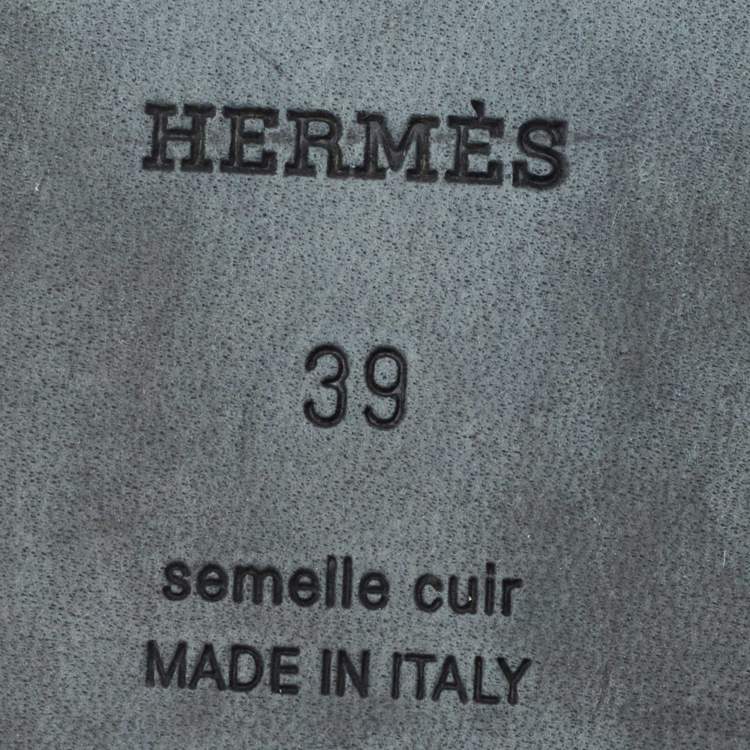 HERMÈS
39
semelle cuir
MADE IN ITALY